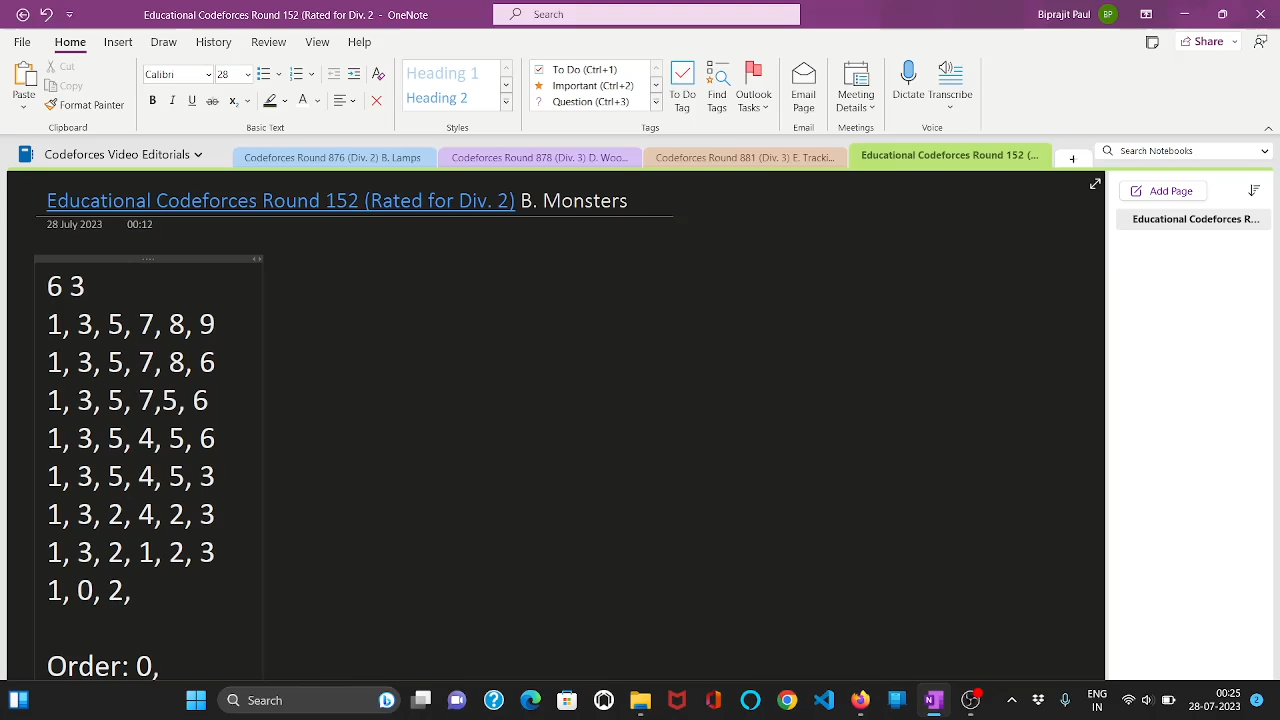 Educational Codeforces Round 152 (Rated for Div. 2 - OneNote
Search
Biprajit Paul
BP
File Home Insert Draw History Review View Help
Share
Paste
Cut
Copy
Format Painter
Clipboard
Calibri 28
B I U ab x
A
Basic Text
Heading 1
Heading 2
Styles
To Do (Ctrl+1)
Important (Ctrl+2)
? Question (Ctrl+3)
To Do Tag
Find Tags
Outlook Tasks
Tags
Email Page
Email
Meeting Details
Meetings
Dictate
Transcribe
Voice
Codeforces Video Editorials
Codeforces Round 876 (Div. 2) B. Lamps
Codeforces Round 878 (Div. 3) D. Woo...
Codeforces Round 881 (Div. 3) E. Tracki...
Educational Codeforces Round 152 (...
+
Search Notebooks
Add Page
Educational Codeforces R...
Educational Codeforces Round 152 (Rated for Div. 2) B. Monsters
28 July 2023 00:12
6 3
1, 3, 5, 7, 8, 9
1, 3, 5, 7, 8, 6
1, 3, 5, 7,5, 6
1, 3, 5, 4, 5, 6
1, 3, 5, 4, 5, 3
1, 3, 2, 4, 2, 3
1, 3, 2, 1, 2, 3
1, 0, 2,
Order: 0,
Search
ENG
IN
00:25
28-07-2023
2